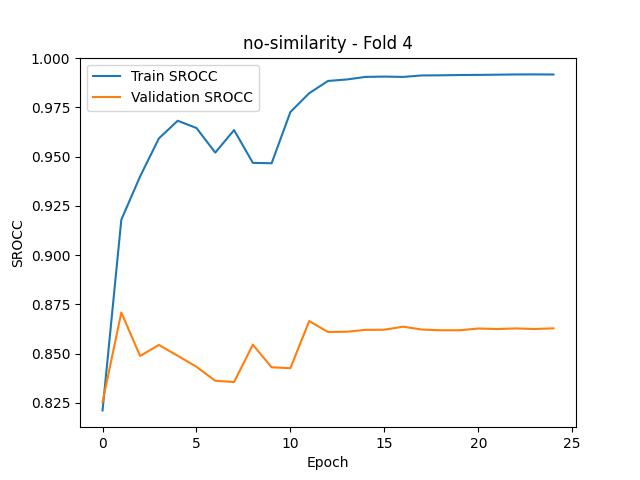 no-similarity - Fold 4
Train SROCC
Validation SROCC
1.000
0.975
0.950
0.925
0.900
0.875
0.850
0.825
SROCC
0 5 10 15 20 25
Epoch